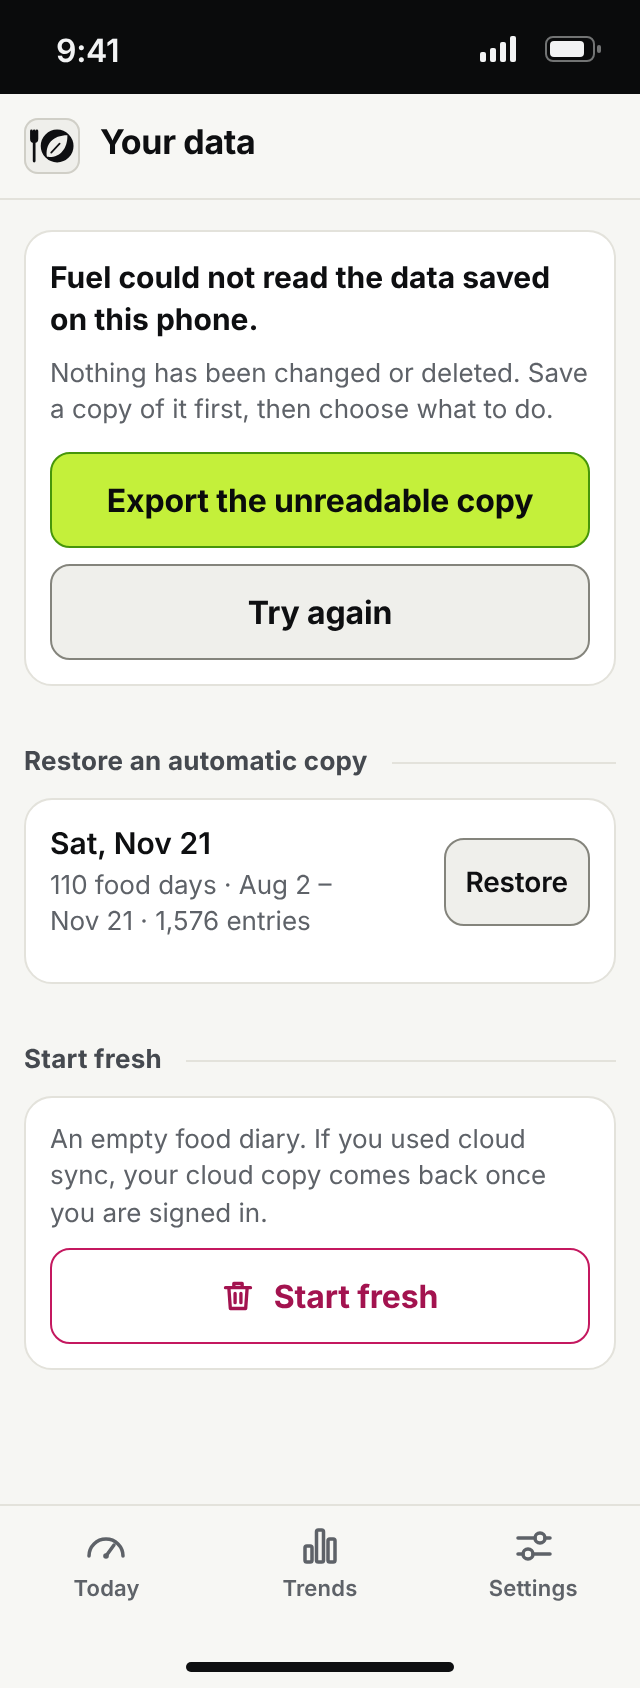 9:41
Your data
Fuel could not read the data saved
on this phone.
Nothing has been changed or deleted. Save
a copy of it first, then choose what to do.
Export the unreadable copy
Try again
Restore an automatic copy
Sat, Nov 21
110 food days · Aug 2 –
Nov 21 · 1,576 entries
Restore
Start fresh
An empty food diary. If you used cloud
sync, your cloud copy comes back once
you are signed in.
Start fresh
Today
Trends
Settings